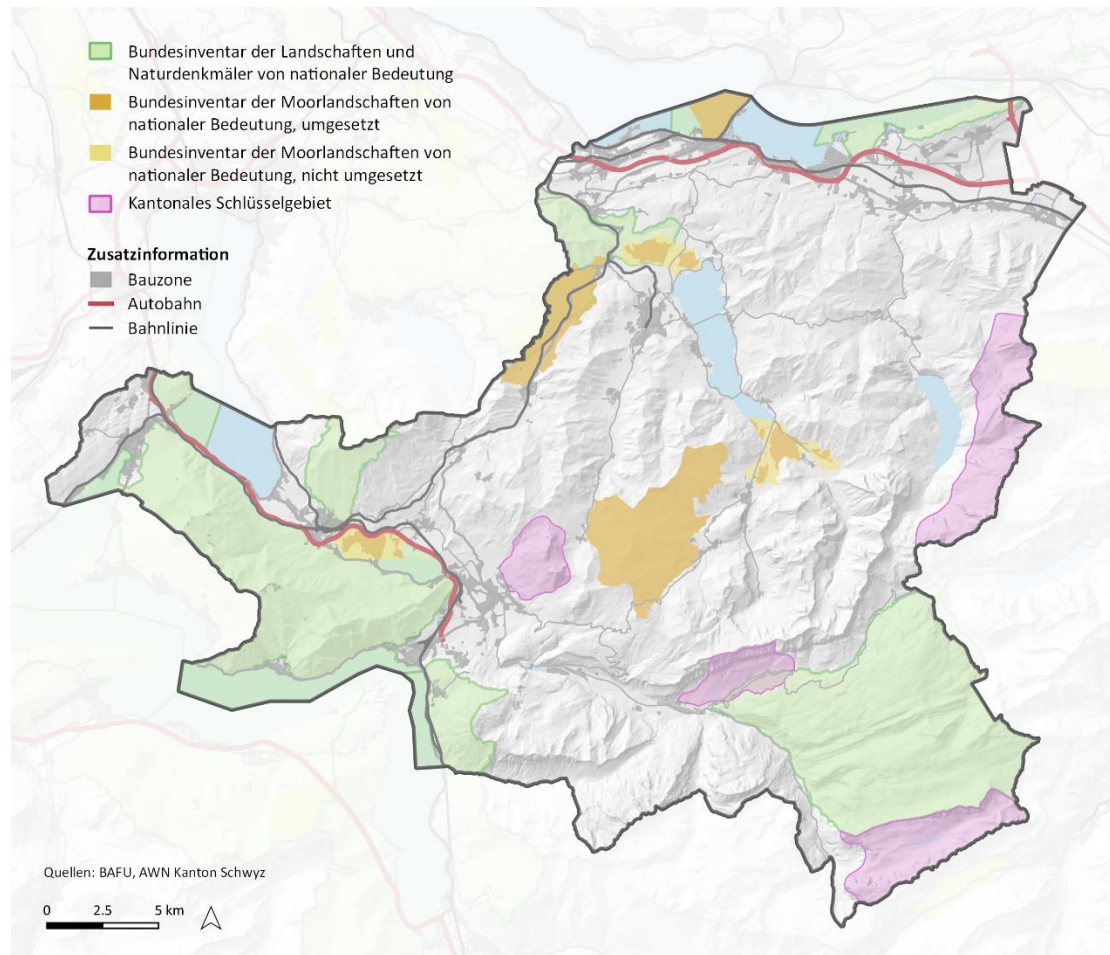 Bundesinventar der Landschaften und
Naturdenkmäler von nationaler Bedeutung
Bundesinventar der Moorlandschaften von
nationaler Bedeutung, umgesetzt
Bundesinventar der Moorlandschaften von
nationaler Bedeutung, nicht umgesetzt
Kantonales Schlüsselgebiet
Zusatzinformation
Bauzone
Autobahn
Bahnlinie
Quellen: BAFU, AWN Kanton Schwyz
0 2.5 5 km